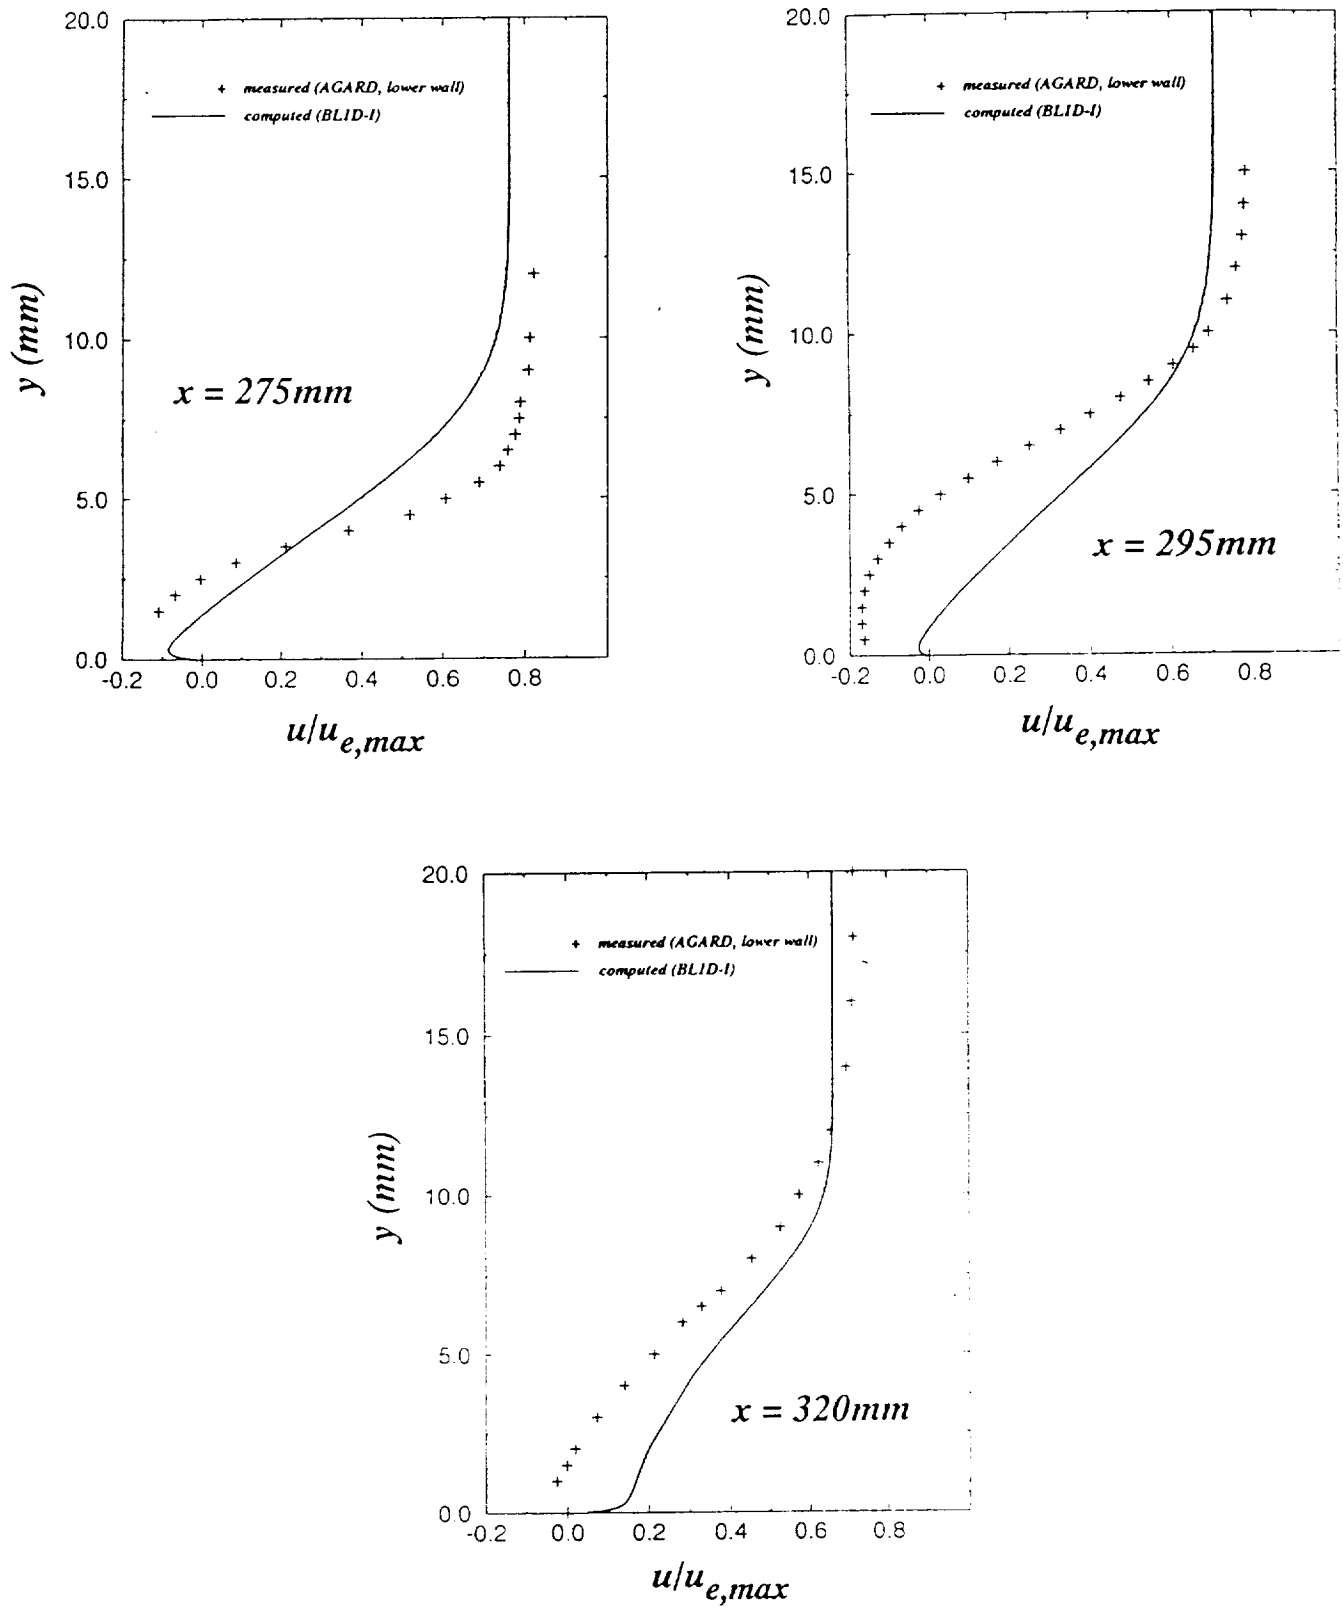 20.0
+ measured (AGARD, lower wall)
computed (BL1D-I)
15.0
y (mm)
10.0
x = 275mm
5.0
0.0
-0.2 0.0 0.2 0.4 0.6 0.8
u/u_e,max
20.0
+ measured (AGARD, lower wall)
computed (BL1D-I)
15.0
y (mm)
10.0
5.0
x = 295mm
0.0
-0.2 0.0 0.2 0.4 0.6 0.8
u/u_e,max
20.0
+ measured (AGARD, lower wall)
computed (BL1D-I)
15.0
y (mm)
10.0
5.0
x = 320mm
0.0
-0.2 0.0 0.2 0.4 0.6 0.8
u/u_e,max